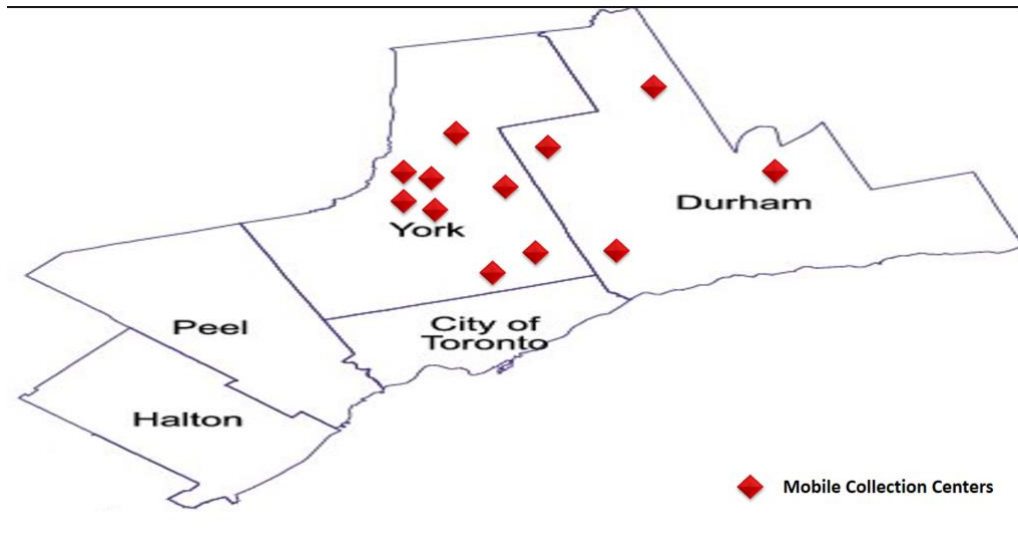 Durham
York
City of
Toronto
Peel
Halton
Mobile Collection Centers